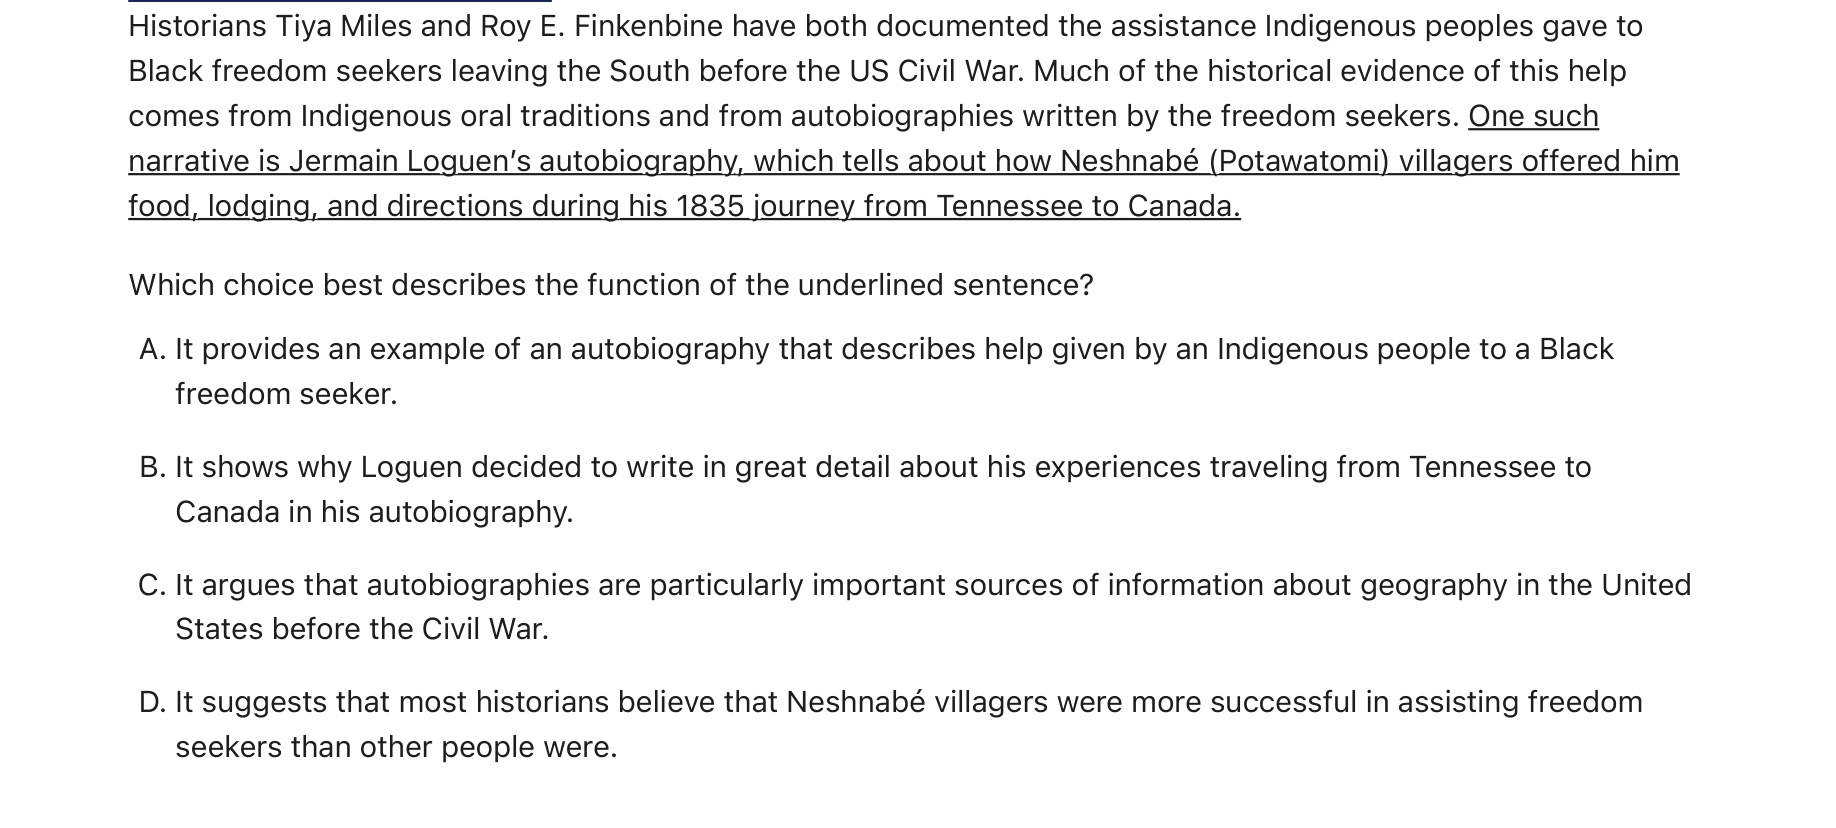 Historians Tiya Miles and Roy E. Finkenbine have both documented the assistance Indigenous peoples gave to
Black freedom seekers leaving the South before the US Civil War. Much of the historical evidence of this help
comes from Indigenous oral traditions and from autobiographies written by the freedom seekers. One such
narrative is Jermain Loguen's autobiography, which tells about how Neshnabé (Potawatomi) villagers offered him
food, lodging, and directions during his 1835 journey from Tennessee to Canada.
Which choice best describes the function of the underlined sentence?
A. It provides an example of an autobiography that describes help given by an Indigenous people to a Black
freedom seeker.
B. It shows why Loguen decided to write in great detail about his experiences traveling from Tennessee to
Canada in his autobiography.
C. It argues that autobiographies are particularly important sources of information about geography in the United
States before the Civil War.
D. It suggests that most historians believe that Neshnabé villagers were more successful in assisting freedom
seekers than other people were.